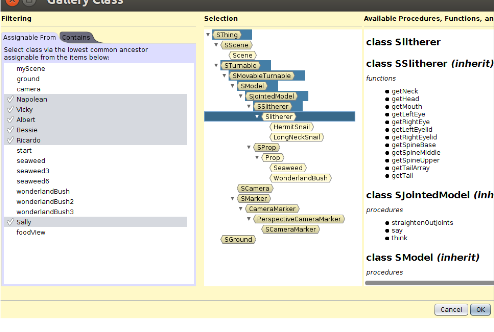 Gallery Class
Filtering
Assignable From
Contains
Select class via the lowest common ancestor
assignable from the items below:
myScene
ground
camera
Napolean
Vicky
Albert
Bessie
Ricardo
start
seaweed
seaweed3
seaweed6
wonderlandBush
wonderlandBush2
wonderlandBush3
Sally
foodView
Selection
SThing
SScene
Scene
STurnable
SMovableTurnable
SModel
SJointedModel
SSlitherer
Slitherer
HermitSnail
LongNeckSnail
SProp
Prop
Seaweed
WonderlandBush
SCamera
SMarker
CameraMarker
PerspectiveCameraMarker
SCameraMarker
SGround
Available Procedures, Functions, an
class Slitherer
class SSlitherer (inherit)
functions
● getNeck
● getHead
● getMouth
● getLeftEye
● getRightEye
● getLeftEyelid
● getRightEyelid
● getSpineBase
● getSpineMiddle
● getSpineUpper
● getTailArray
● getTail
class SJointedModel (inh
procedures
● straightenOutJoints
● say
● think
class SModel (inherit)
procedures
Cancel
OK